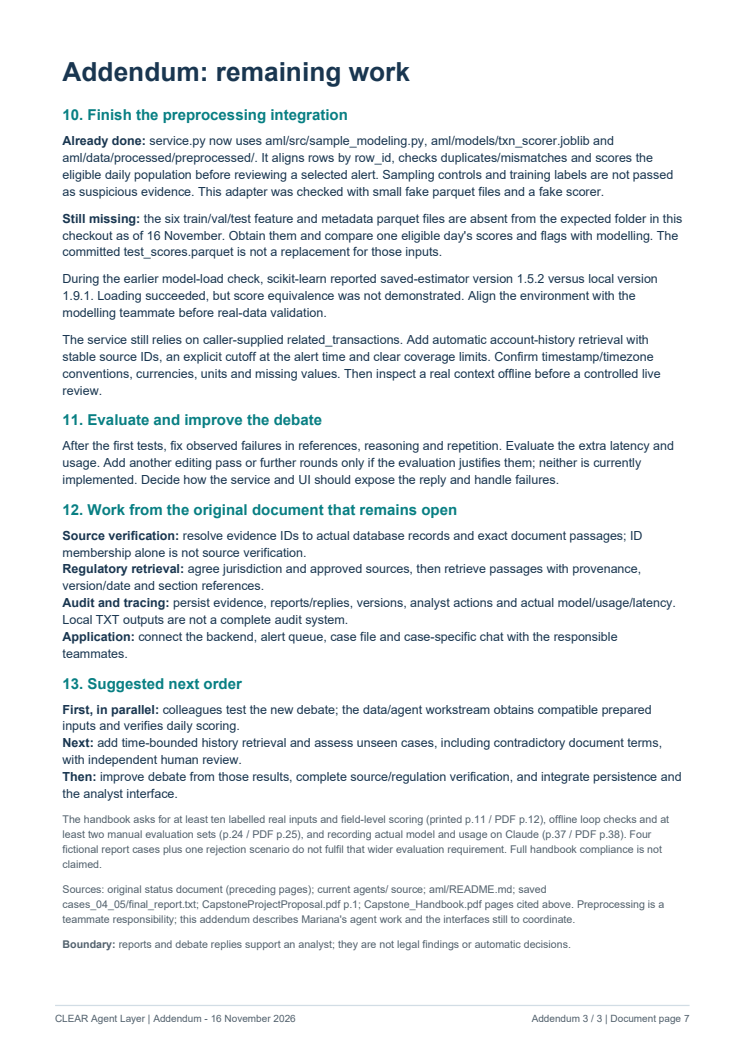 Addendum: remaining work
10. Finish the preprocessing integration
Already done: service.py now uses aml/src/sample_modeling.py, aml/models/txn_scorer.joblib and
aml/data/processed/preprocessed/. It aligns rows by row_id, checks duplicates/mismatches and scores the
eligible daily population before reviewing a selected alert. Sampling controls and training labels are not passed
as suspicious evidence. This adapter was checked with small fake parquet files and a fake scorer.
Still missing: the six train/val/test feature and metadata parquet files are absent from the expected folder in this
checkout as of 16 November. Obtain them and compare one eligible day's scores and flags with modelling. The
committed test_scores.parquet is not a replacement for those inputs.
During the earlier model-load check, scikit-learn reported saved-estimator version 1.5.2 versus local version
1.9.1. Loading succeeded, but score equivalence was not demonstrated. Align the environment with the
modelling teammate before real-data validation.
The service still relies on caller-supplied related_transactions. Add automatic account-history retrieval with
stable source IDs, an explicit cutoff at the alert time and clear coverage limits. Confirm timestamp/timezone
conventions, currencies, units and missing values. Then inspect a real context offline before a controlled live
review.
11. Evaluate and improve the debate
After the first tests, fix observed failures in references, reasoning and repetition. Evaluate the extra latency and
usage. Add another editing pass or further rounds only if the evaluation justifies them; neither is currently
implemented. Decide how the service and UI should expose the reply and handle failures.
12. Work from the original document that remains open
Source verification: resolve evidence IDs to actual database records and exact document passages; ID
membership alone is not source verification.
Regulatory retrieval: agree jurisdiction and approved sources, then retrieve passages with provenance,
version/date and section references.
Audit and tracing: persist evidence, reports/replies, versions, analyst actions and actual model/usage/latency.
Local TXT outputs are not a complete audit system.
Application: connect the backend, alert queue, case file and case-specific chat with the responsible
teammates.
13. Suggested next order
First, in parallel: colleagues test the new debate; the data/agent workstream obtains compatible prepared
inputs and verifies daily scoring.
Next: add time-bounded history retrieval and assess unseen cases, including contradictory document terms,
with independent human review.
Then: improve debate from those results, complete source/regulation verification, and integrate persistence and
the analyst interface.
The handbook asks for at least ten labelled real inputs and field-level scoring (printed p.11 / PDF p.12), offline loop checks and at
least two manual evaluation sets (p.24 / PDF p.25), and recording actual model and usage on Claude (p.37 / PDF p.38). Four
fictional report cases plus one rejection scenario do not fulfil that wider evaluation requirement. Full handbook compliance is not
claimed.
Sources: original status document (preceding pages); current agents/ source; aml/README.md; saved
cases_04_05/final_report.txt; CapstoneProjectProposal.pdf p.1; Capstone_Handbook.pdf pages cited above. Preprocessing is a
teammate responsibility; this addendum describes Mariana's agent work and the interfaces still to coordinate.
Boundary: reports and debate replies support an analyst; they are not legal findings or automatic decisions.
CLEAR Agent Layer | Addendum - 16 November 2026
Addendum 3 / 3 | Document page 7